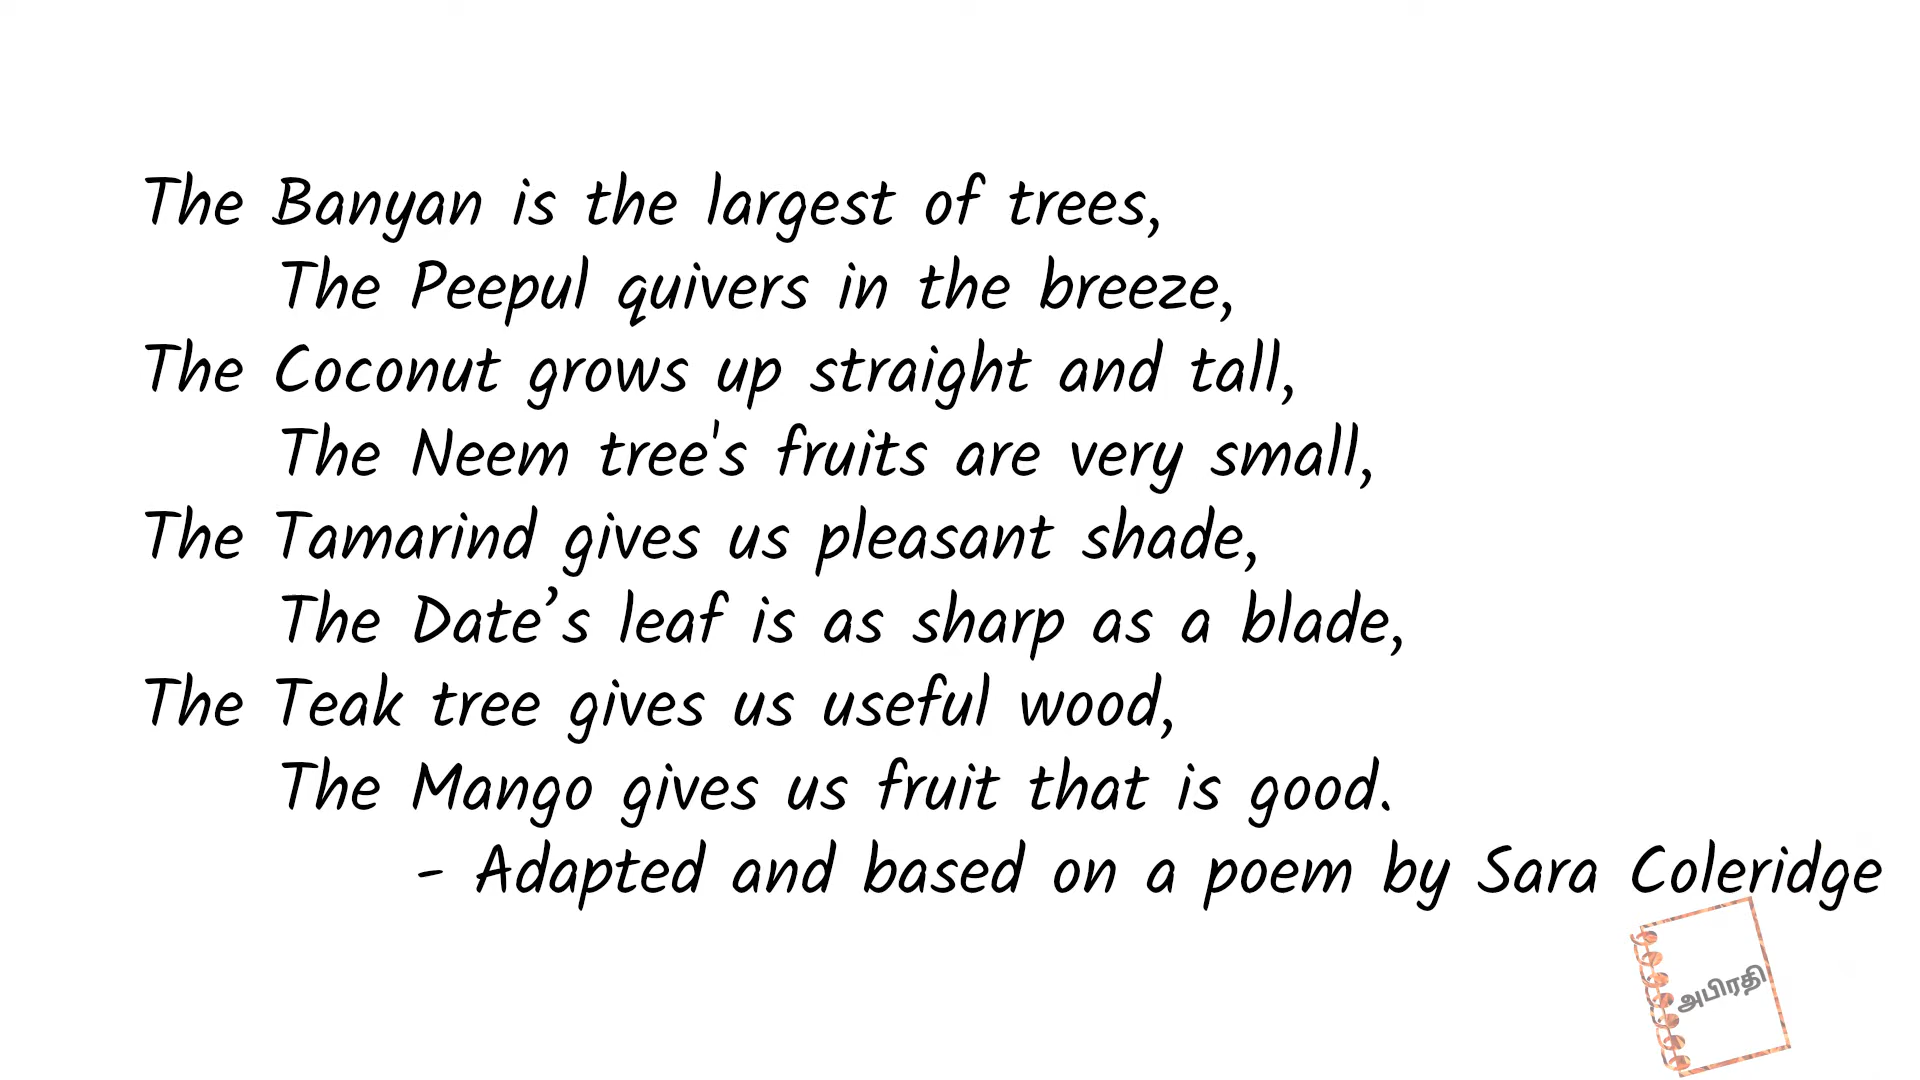 The Banyan is the largest of trees,
The Peepul quivers in the breeze,
The Coconut grows up straight and tall,
The Neem tree's fruits are very small,
The Tamarind gives us pleasant shade,
The Date’s leaf is as sharp as a blade,
The Teak tree gives us useful wood,
The Mango gives us fruit that is good.
- Adapted and based on a poem by Sara Coleridge
அபிரதி